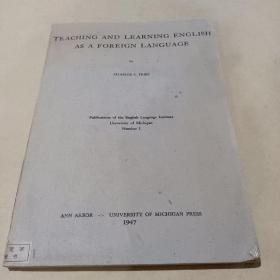 TEACHING AND LEARNING ENGLISH
AS A FOREIGN LANGUAGE
by
CHARLES C. FRIES
Publications of the English Language Institute
University of Michigan
Number 1
ANN ARBOR -:- UNIVERSITY OF MICHIGAN PRESS
1947